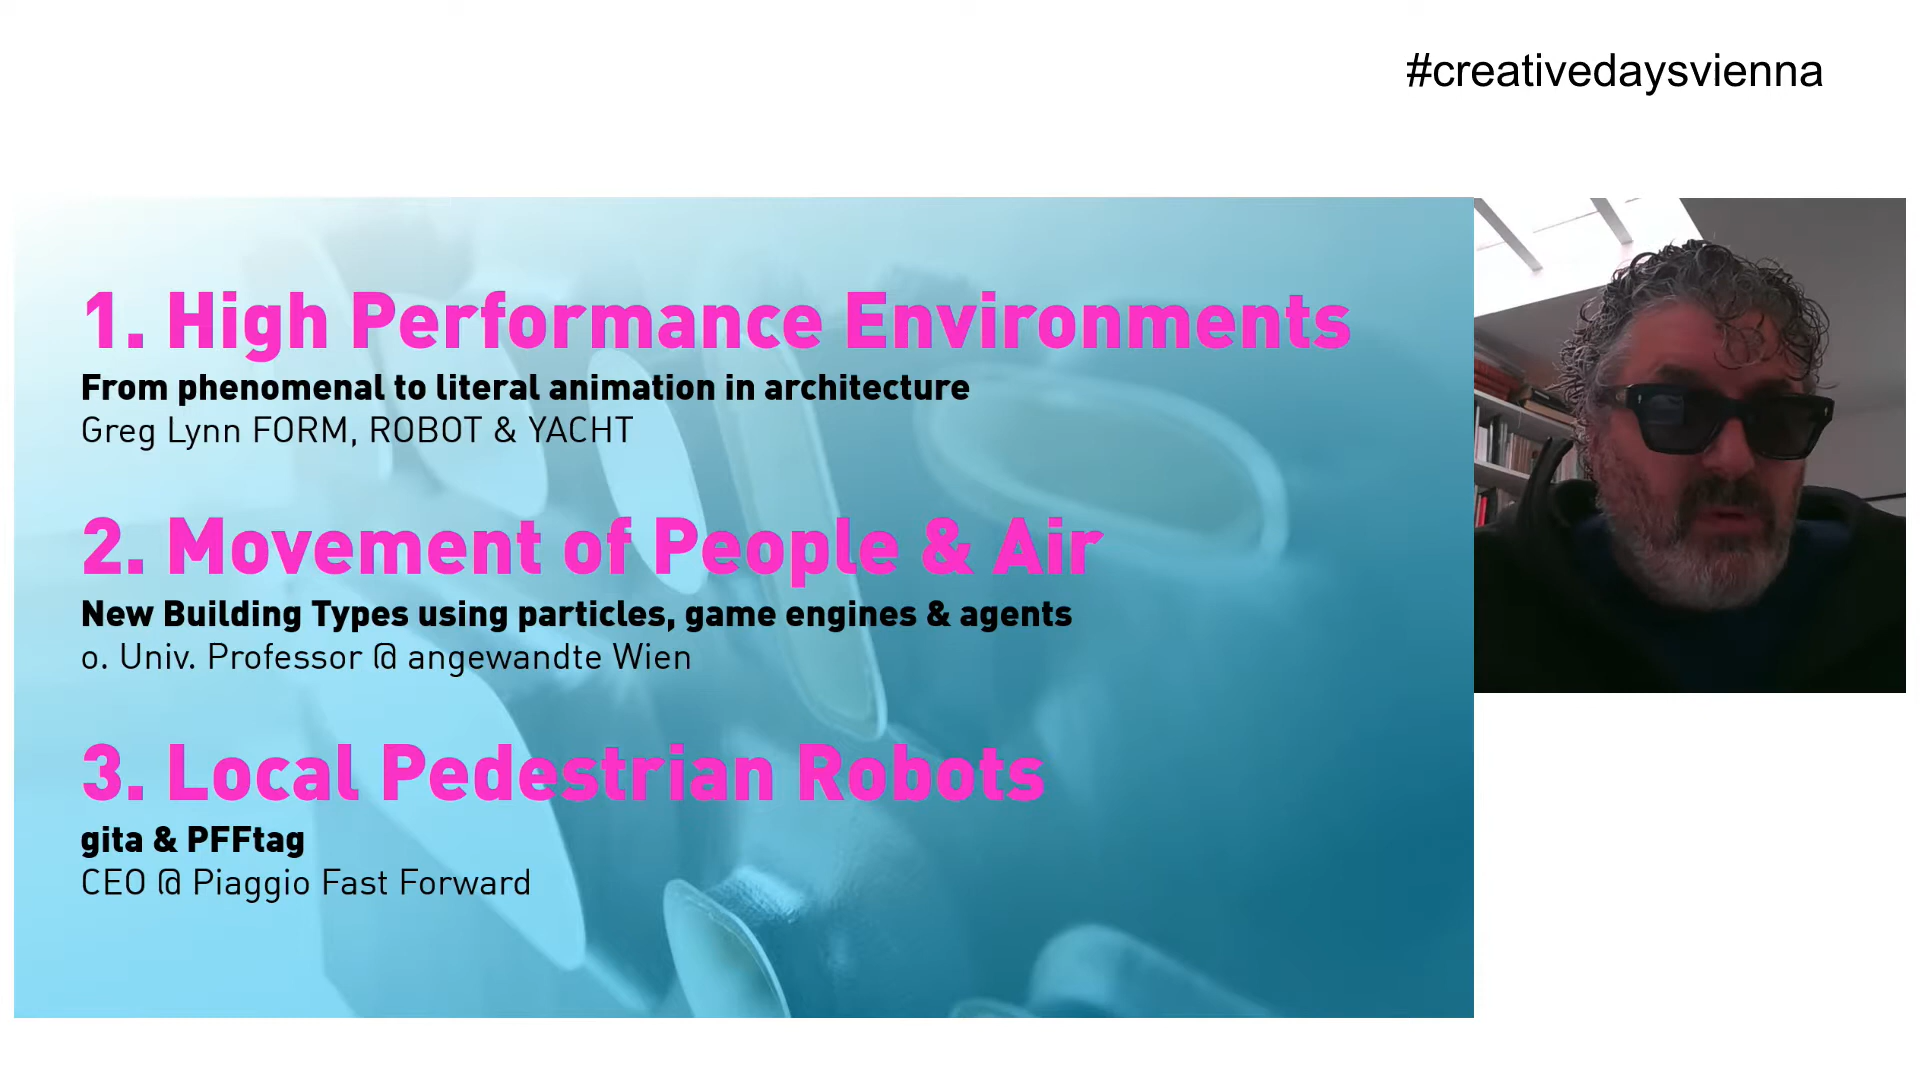 #creativedaysvienna
1. High Performance Environments
From phenomenal to literal animation in architecture
Greg Lynn FORM, ROBOT & YACHT
2. Movement of People & Air
New Building Types using particles, game engines & agents
o. Univ. Professor @ angewandte Wien
3. Local Pedestrian Robots
gita & PFFtag
CEO @ Piaggio Fast Forward